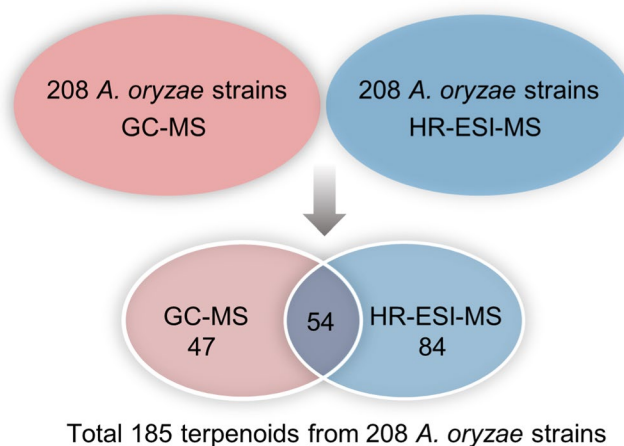 208 A. oryzae strains
GC-MS
208 A. oryzae strains
HR-ESI-MS
GC-MS
47
54
HR-ESI-MS
84
Total 185 terpenoids from 208 A. oryzae strains